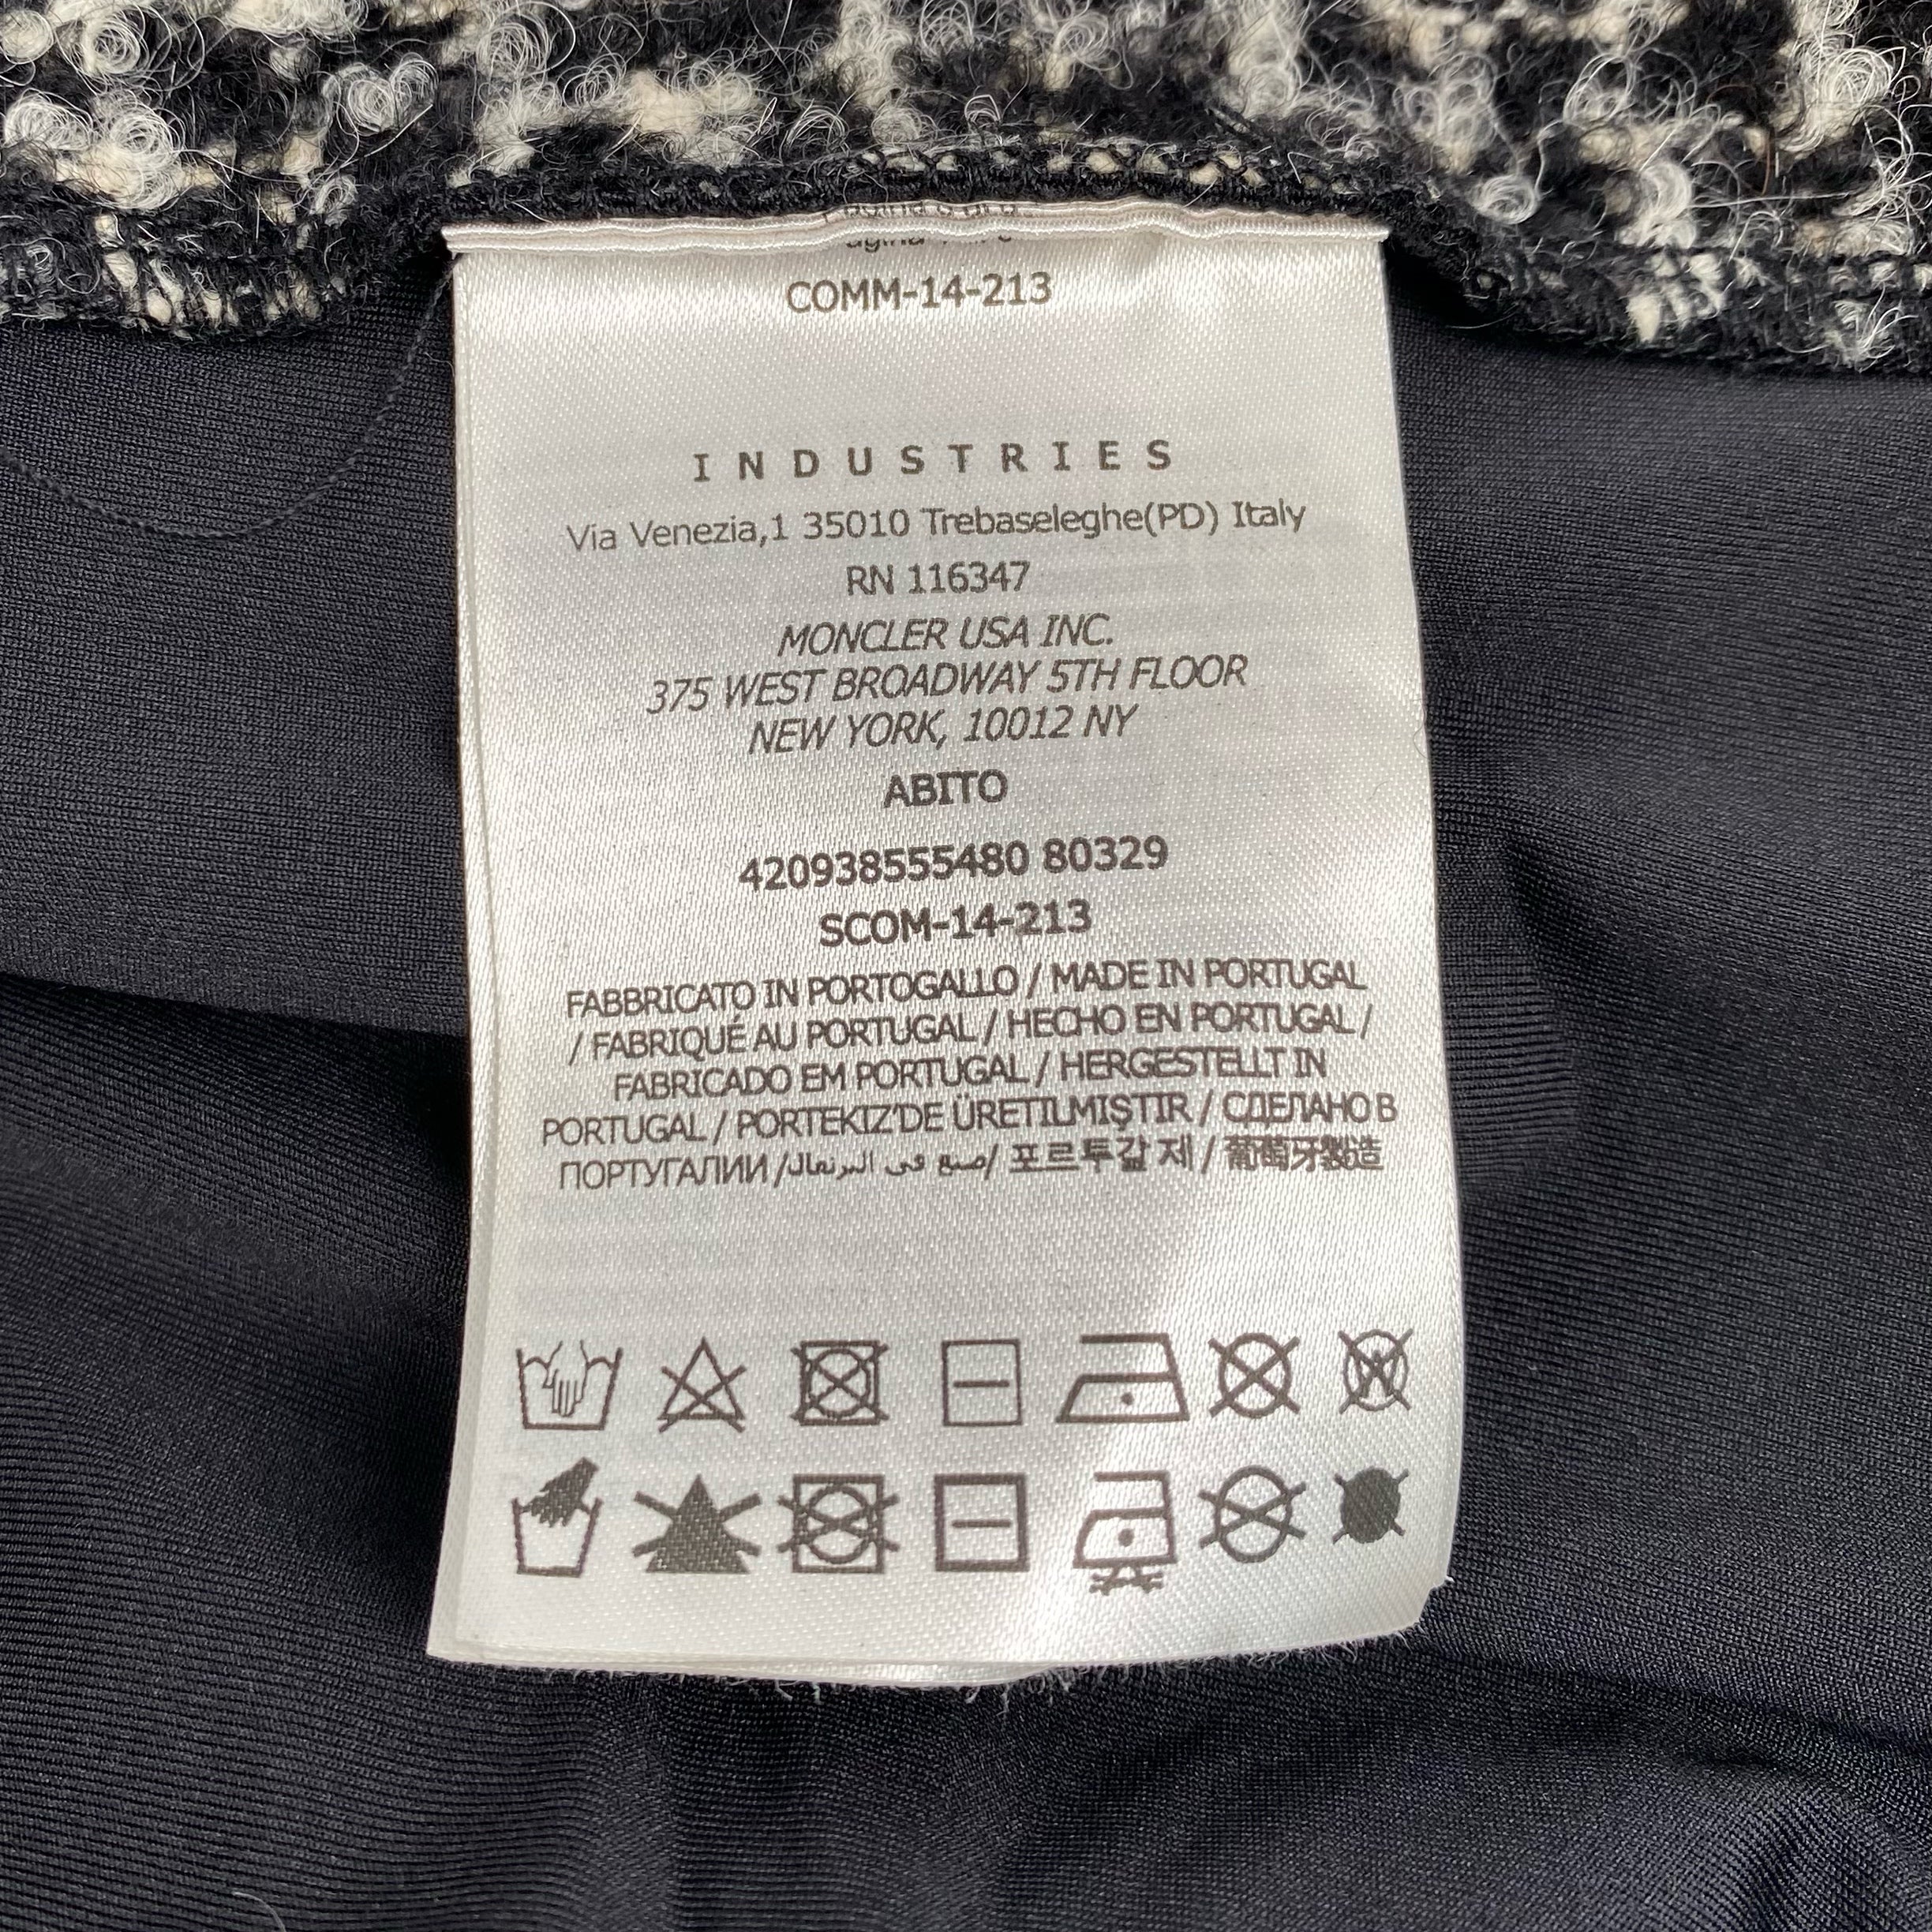 COMM-14-213
INDUSTRIES
Via Venezia,1 35010 Trebaseleghe(PD) Italy
RN 116347
MONCLER USA INC.
375 WEST BROADWAY 5TH FLOOR
NEW YORK, 10012 NY
ABITO
420938555480 80329
SCOM-14-213
FABBRICATO IN PORTOGALLO / MADE IN PORTUGAL
/ FABRIQUÉ AU PORTUGAL / HECHO EN PORTUGAL /
FABRICADO EM PORTUGAL / HERGESTELLT IN
PORTUGAL / PORTEKIZ'DE ÜRETILMIŞTIR / СДЕЛАНО В
ПОРТУГАЛИИ / صنع في البرتغال / 포르투갈 제 / 葡萄牙製造